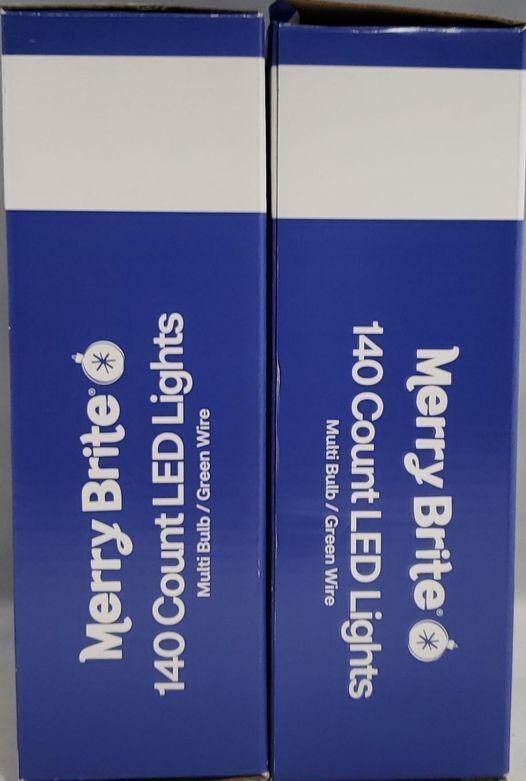 Merry Brite®
140 Count LED Lights
Multi Bulb / Green Wire
Merry Brite®
140 Count LED Lights
Multi Bulb / Green Wire